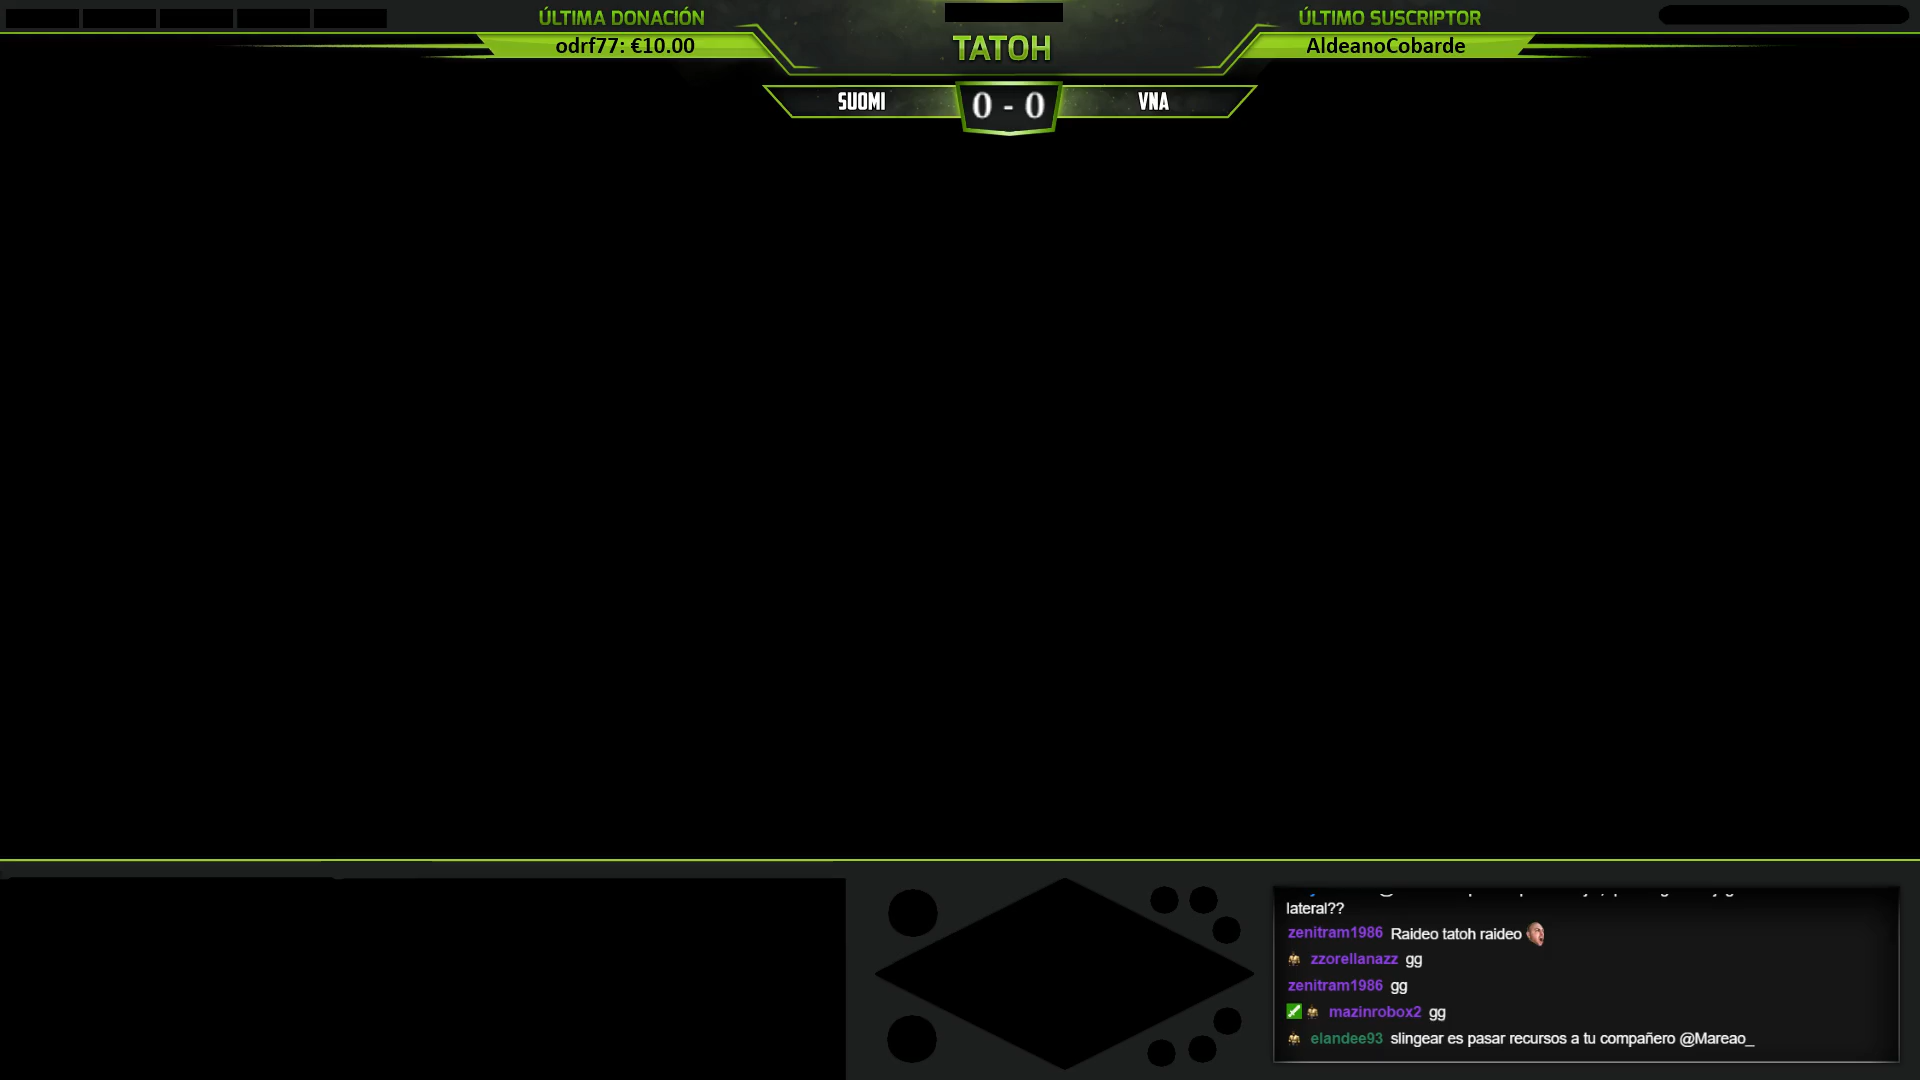 ÚLTIMA DONACIÓN
odrf77: €10.00
TATOH
ÚLTIMO SUSCRIPTOR
AldeanoCobarde
SUOMI 0 - 0 VNA
lateral??
zenitram1986 Raideo tatoh raideo
zzorellanazz gg
zenitram1986 gg
mazinrobox2 gg
elandee93 slingear es pasar recursos a tu compañero @Mareao_